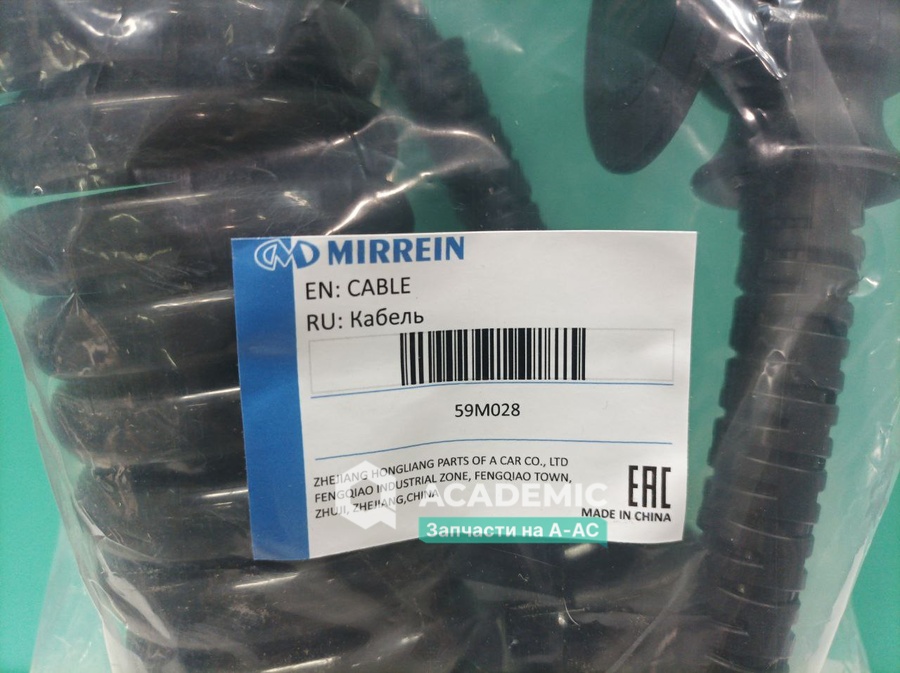 MIRREIN
EN: CABLE
RU: Кабель
59M028
ZHEJIANG HONGLIANG PARTS OF A CAR CO., LTD
FENGQIAO INDUSTRIAL ZONE, FENGQIAO TOWN,
ZHUJI, ZHEJIANG,CHINA
EAC
MADE IN CHINA
ACADEMIC
Запчасти на А-АС